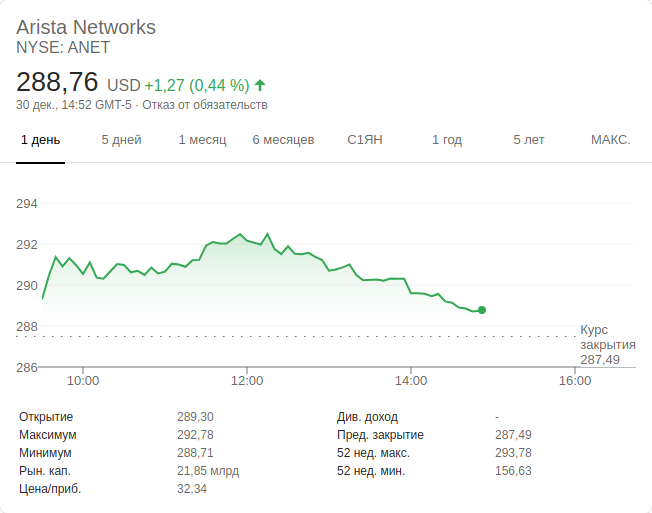 Arista Networks
NYSE: ANET
288,76 USD +1,27 (0,44 %)
30 дек., 14:52 GMT-5 · Отказ от обязательств
1 день 5 дней 1 месяц 6 месяцев С1ЯН 1 год 5 лет МАКС.
294
292
290
288
Курс
закрытия
287,49
286
10:00 12:00 14:00 16:00
Открытие 289,30 Див. доход -
Максимум 292,78 Пред. закрытие 287,49
Минимум 288,71 52 нед. макс. 293,78
Рын. кап. 21,85 млрд 52 нед. мин. 156,63
Цена/приб. 32,34